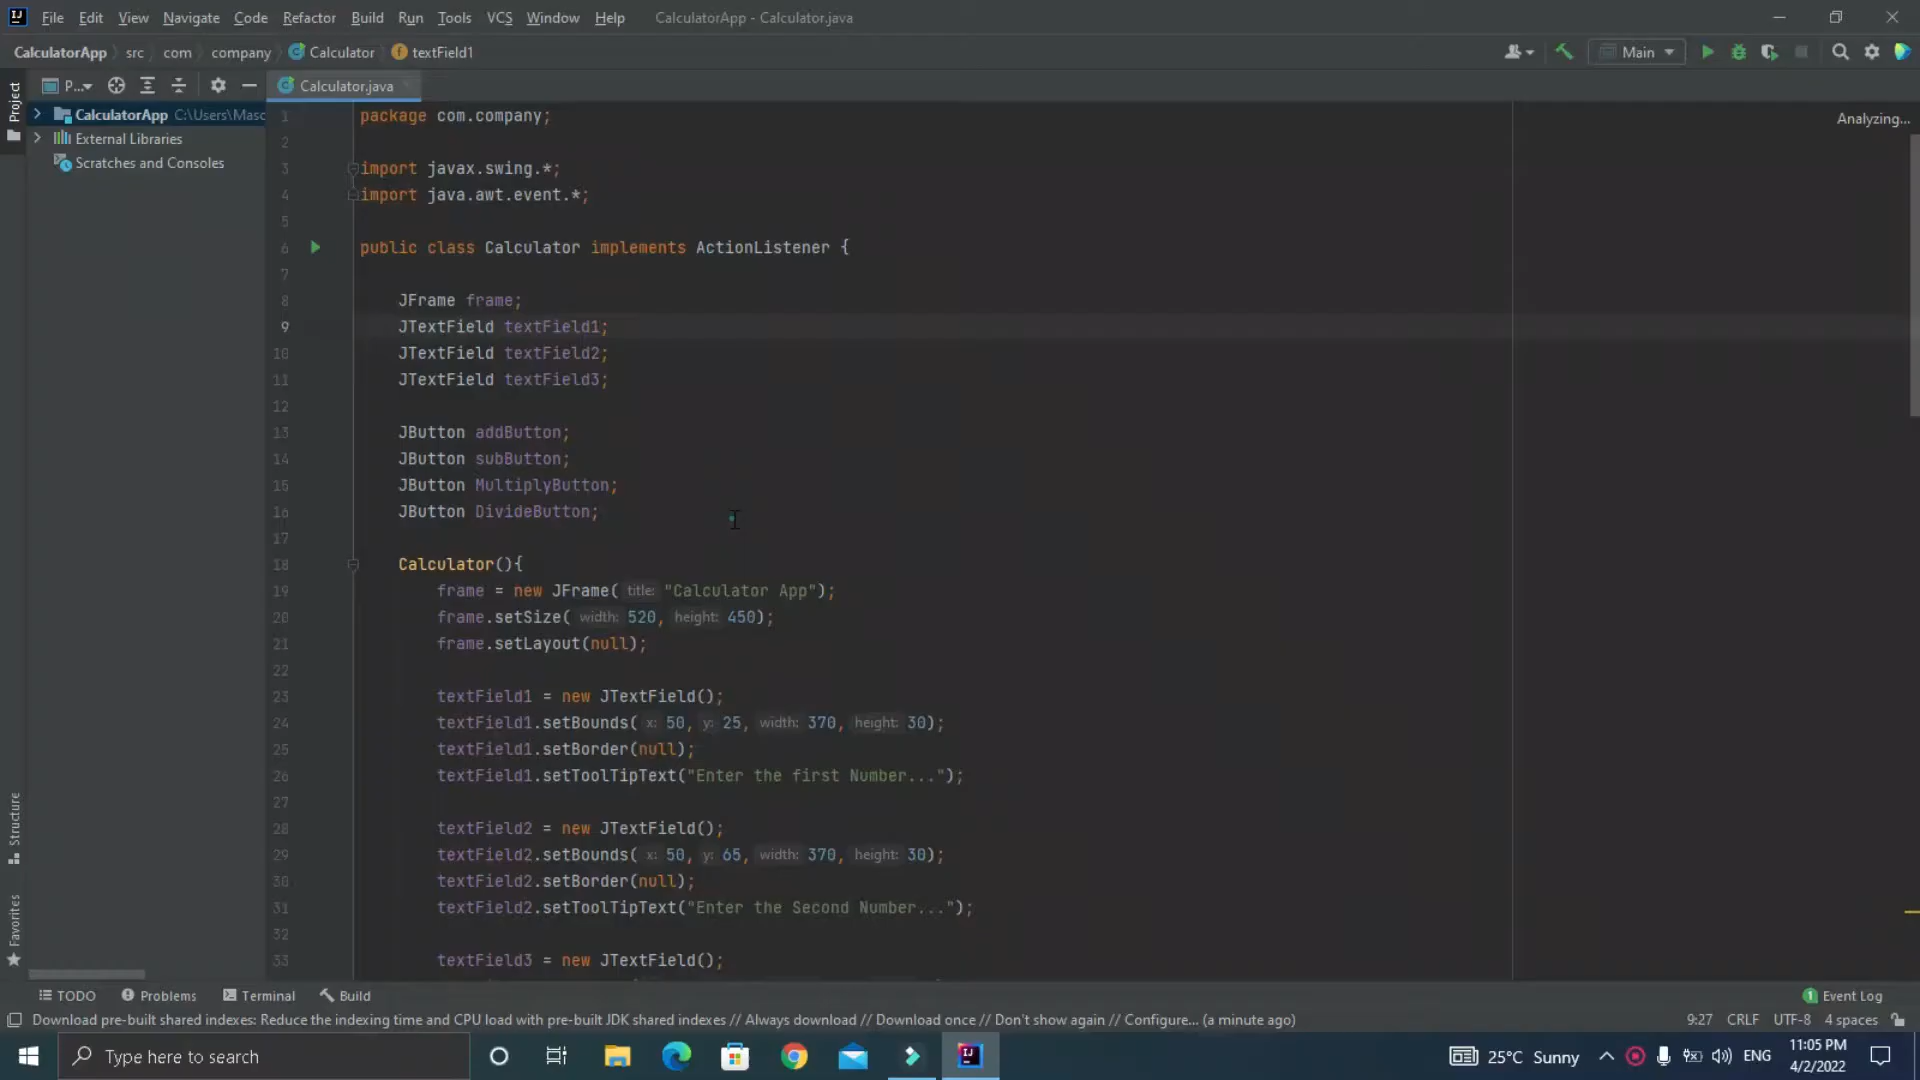 File Edit View Navigate Code Refactor Build Run Tools VCS Window Help CalculatorApp - Calculator.java
CalculatorApp src com company Calculator textField1 Main
Project P... Calculator.java
CalculatorApp C:\Users\Masc
External Libraries
Scratches and Consoles
Analyzing...
1 package com.company;
2
3 import javax.swing.*;
4 import java.awt.event.*;
5
6 public class Calculator implements ActionListener {
7
8 JFrame frame;
9 JTextField textField1;
10 JTextField textField2;
11 JTextField textField3;
12
13 JButton addButton;
14 JButton subButton;
15 JButton MultiplyButton;
16 JButton DivideButton;
17
18 Calculator(){
19 frame = new JFrame( title: "Calculator App");
20 frame.setSize( width: 520, height: 450);
21 frame.setLayout(null);
22
23 textField1 = new JTextField();
24 textField1.setBounds( x: 50, y: 25, width: 370, height: 30);
25 textField1.setBorder(null);
26 textField1.setToolTipText("Enter the first Number...");
27
28 textField2 = new JTextField();
29 textField2.setBounds( x: 50, y: 65, width: 370, height: 30);
30 textField2.setBorder(null);
31 textField2.setToolTipText("Enter the Second Number...");
32
33 textField3 = new JTextField();
Structure
Favorites
TODO Problems Terminal Build 1 Event Log
Download pre-built shared indexes: Reduce the indexing time and CPU load with pre-built JDK shared indexes // Always download // Download once // Don't show again // Configure... (a minute ago) 9:27 CRLF UTF-8 4 spaces
Type here to search 25°C Sunny ENG 11:05 PM
4/2/2022